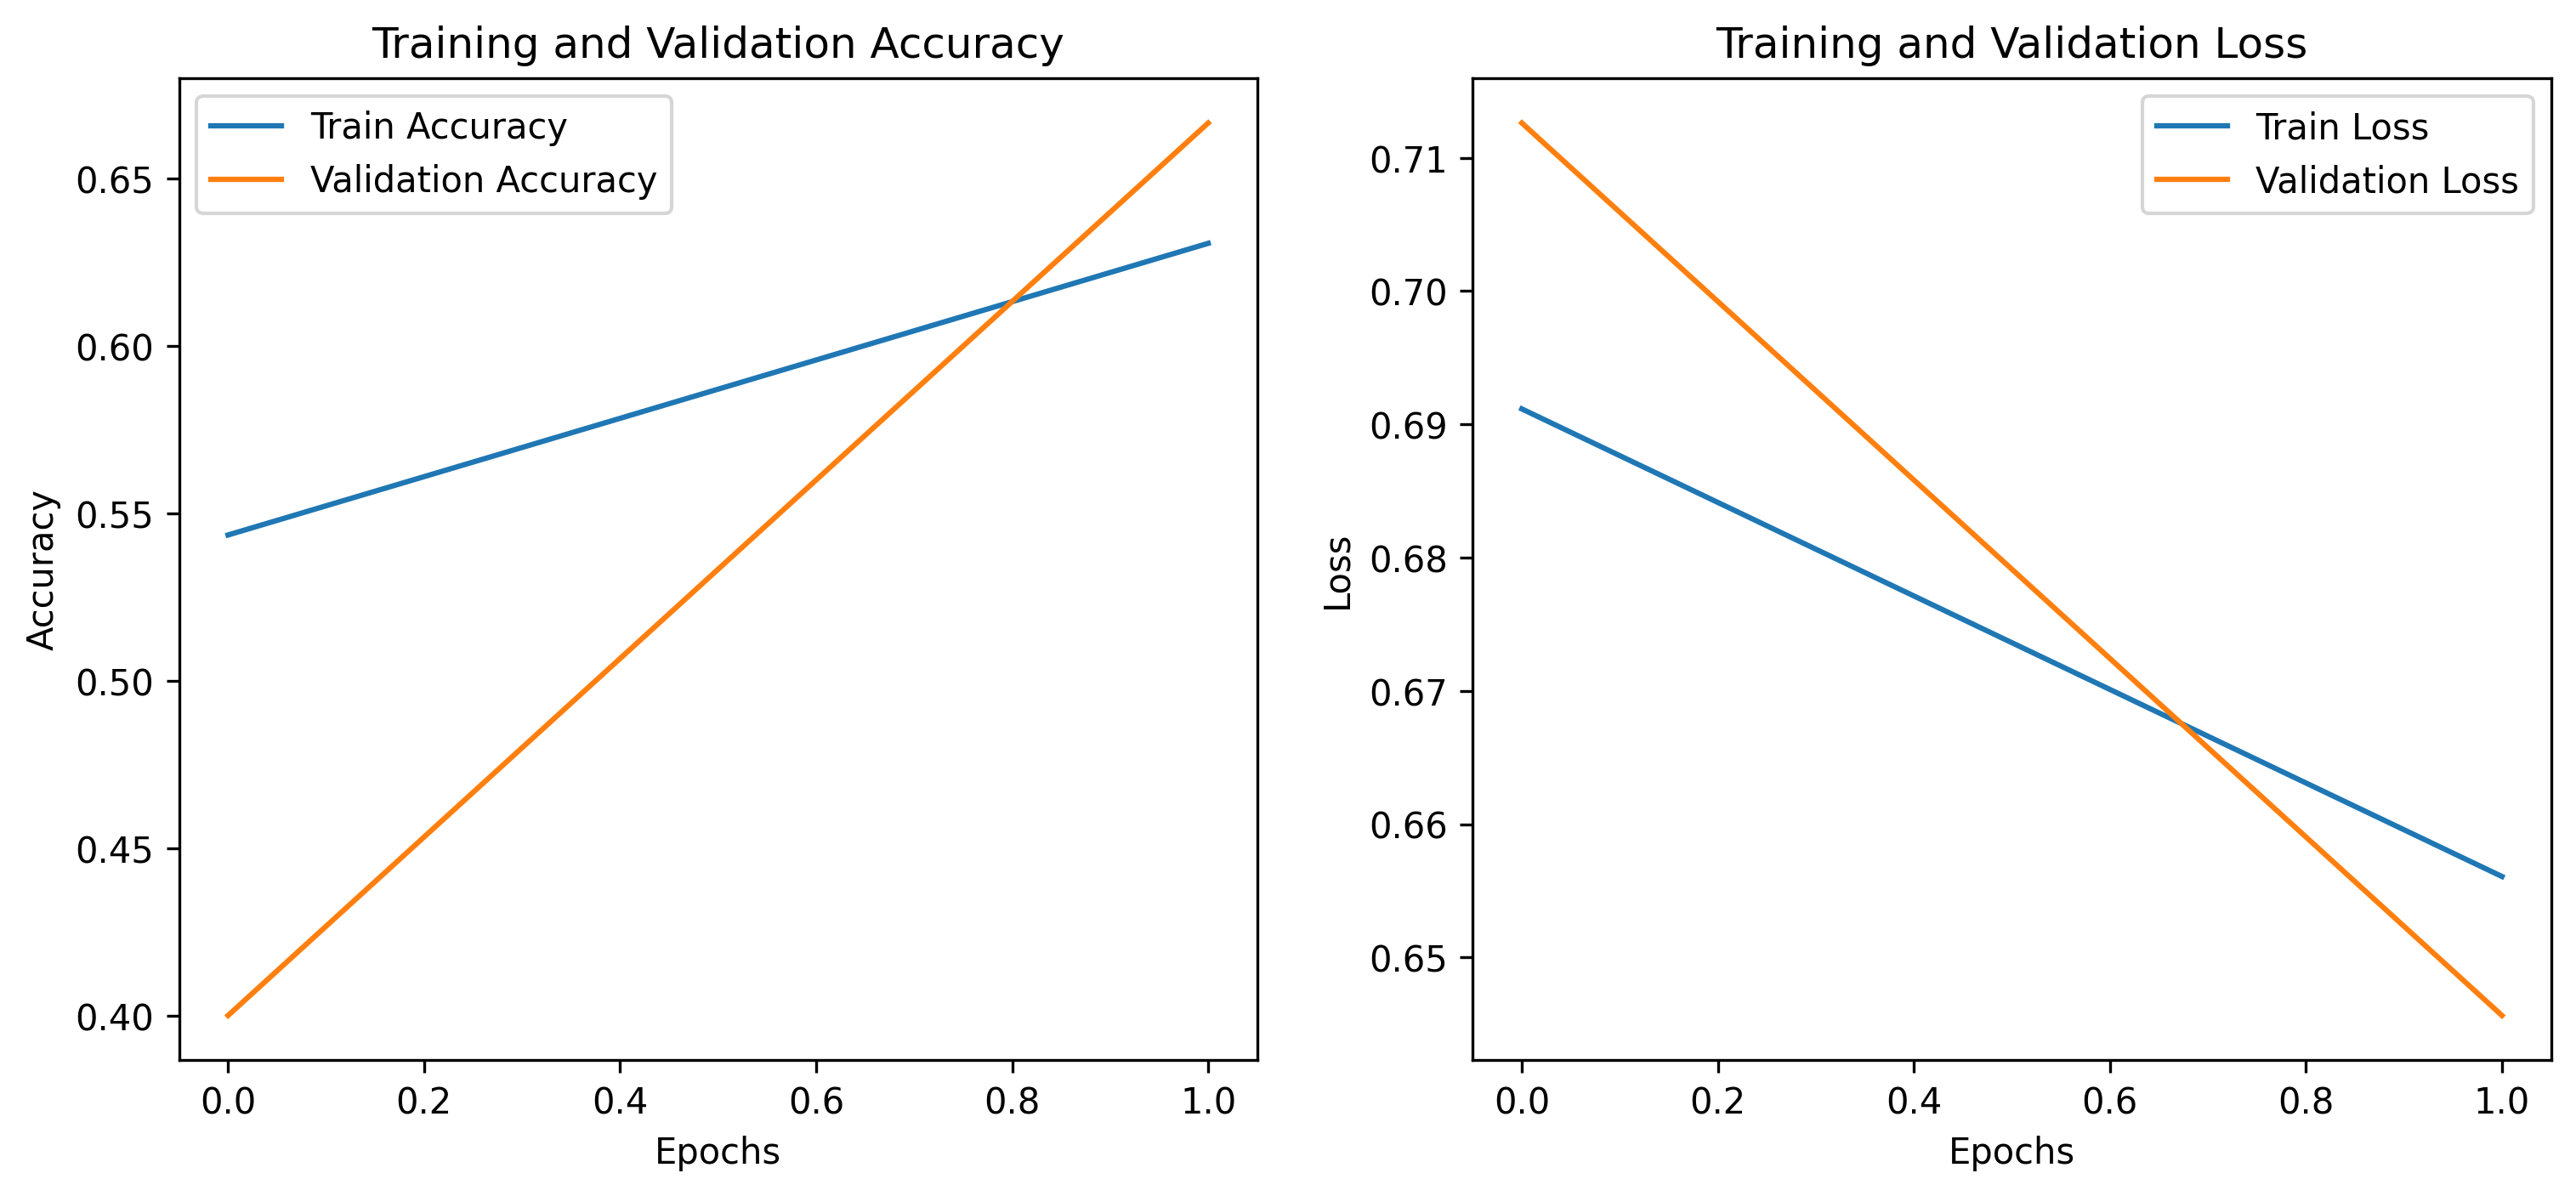 Training and Validation Accuracy
Train Accuracy
Validation Accuracy
0.65
0.60
0.55
0.50
0.45
0.40
Accuracy
0.0 0.2 0.4 0.6 0.8 1.0
Epochs
Training and Validation Loss
Train Loss
Validation Loss
0.71
0.70
0.69
0.68
0.67
0.66
0.65
Loss
0.0 0.2 0.4 0.6 0.8 1.0
Epochs